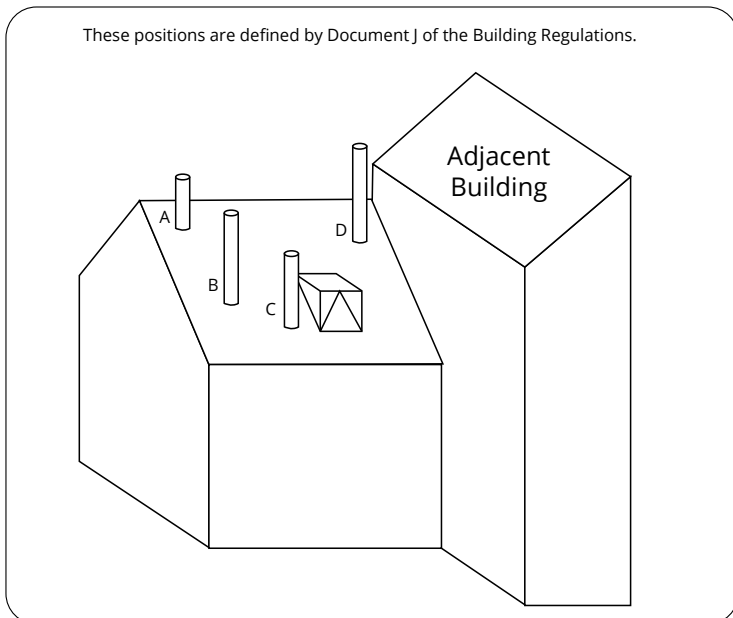 These positions are defined by Document J of the Building Regulations.
Adjacent
Building
A
D
B
C